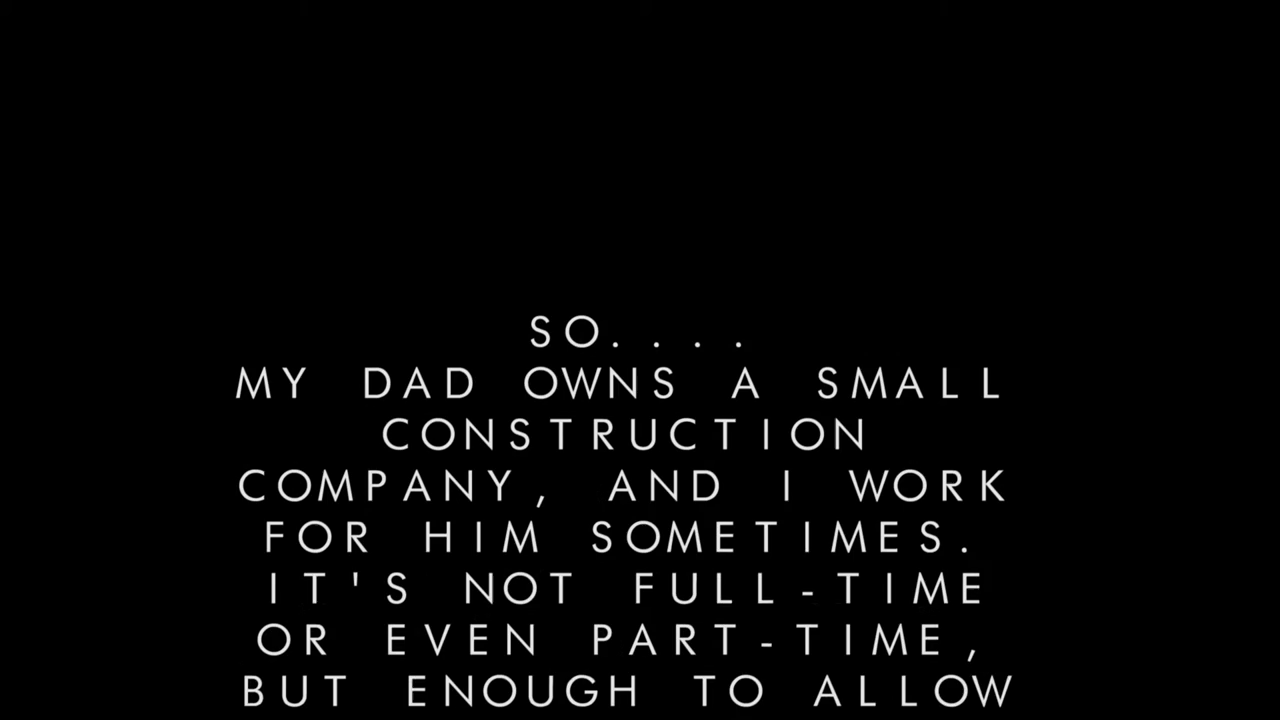 SO....
MY DAD OWNS A SMALL
CONSTRUCTION
COMPANY, AND I WORK
FOR HIM SOMETIMES.
IT'S NOT FULL-TIME
OR EVEN PART-TIME,
BUT ENOUGH TO ALLOW